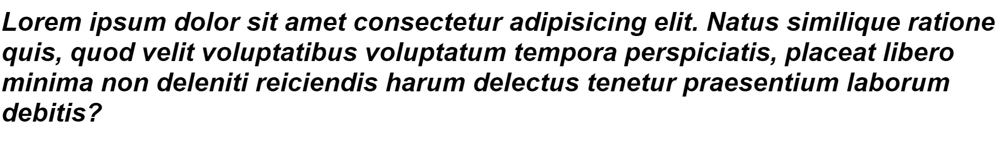 Lorem ipsum dolor sit amet consectetur adipisicing elit. Natus similique ratione
quis, quod velit voluptatibus voluptatum tempora perspiciatis, placeat libero
minima non deleniti reiciendis harum delectus tenetur praesentium laborum
debitis?